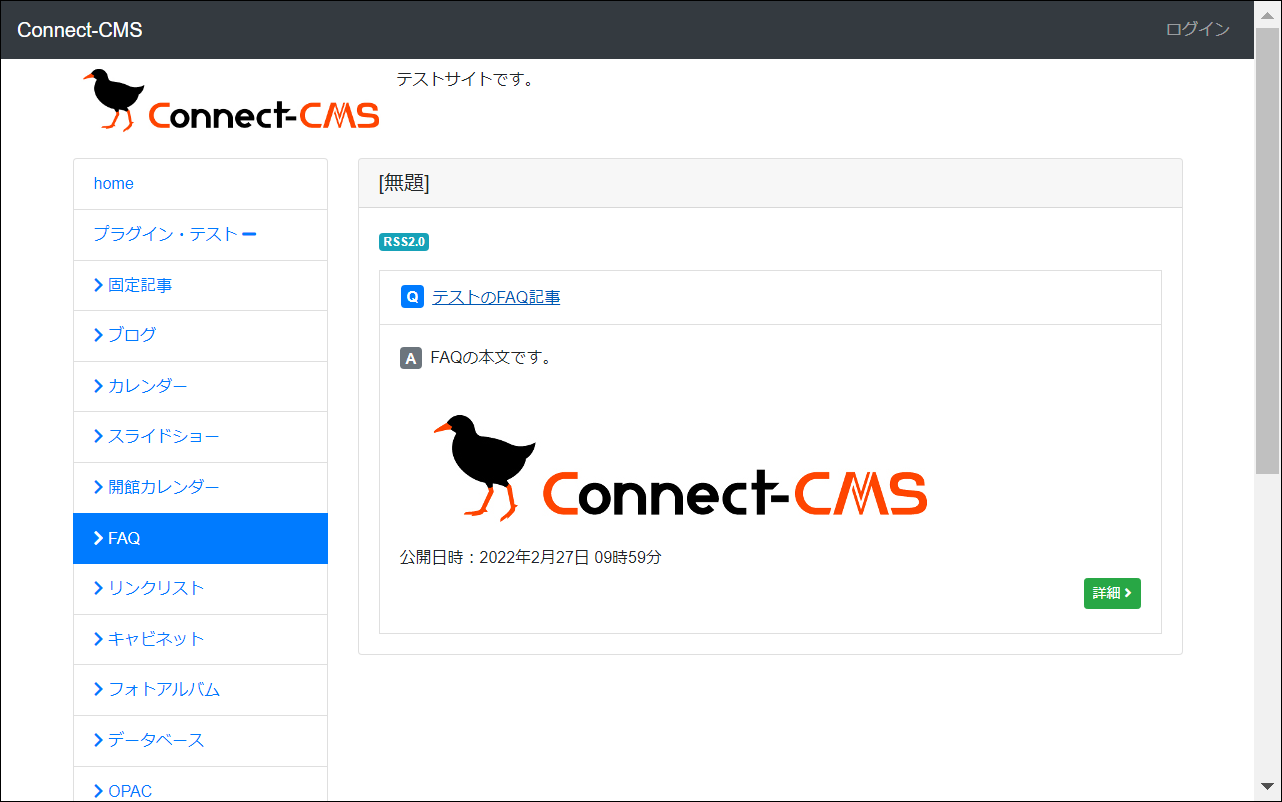 Connect-CMS
ログイン
Connect-CMS
テストサイトです。
home
プラグイン・テスト
固定記事
ブログ
カレンダー
スライドショー
開館カレンダー
FAQ
リンクリスト
キャビネット
フォトアルバム
データベース
OPAC
[無題]
RSS2.0
Q テストのFAQ記事
A FAQの本文です。
Connect-CMS
公開日時：2022年2月27日 09時59分
詳細